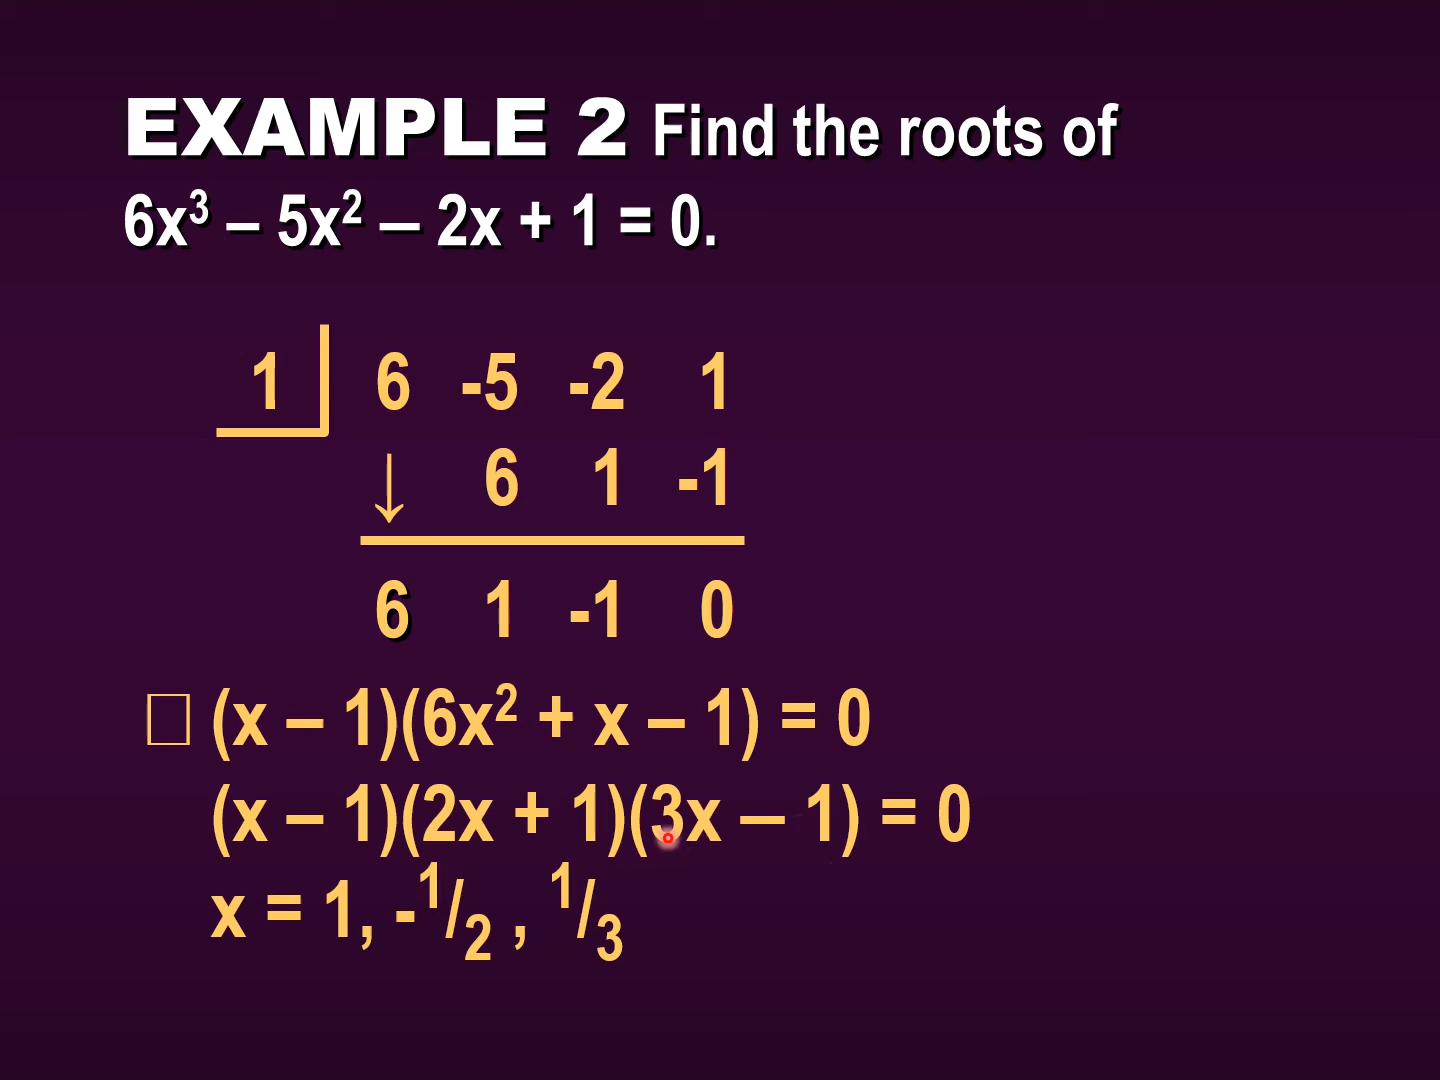 EXAMPLE 2 Find the roots of
6x³ – 5x² – 2x + 1 = 0.
1 6 -5 -2 1
↓ 6 1 -1
6 1 -1 0
□ (x – 1)(6x² + x – 1) = 0
(x – 1)(2x + 1)(3x – 1) = 0
x = 1, -¹/₂ , ¹/₃